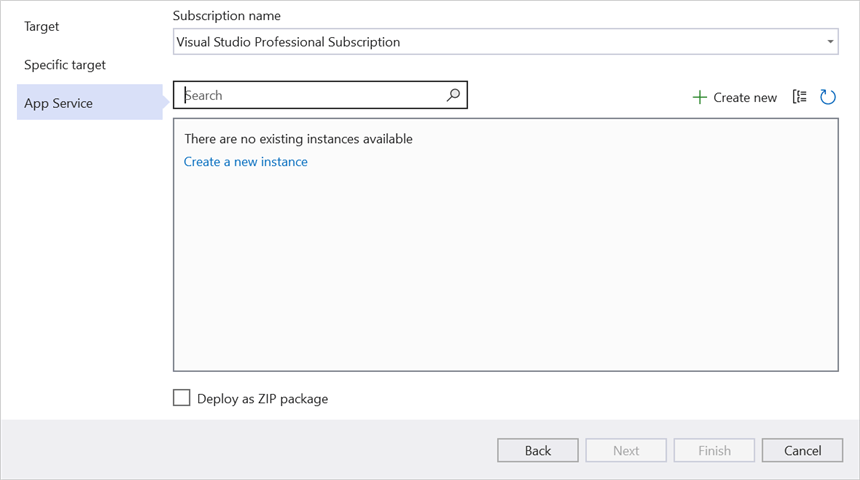 Target
Specific target
App Service
Subscription name
Visual Studio Professional Subscription
Search
Create new
There are no existing instances available
Create a new instance
Deploy as ZIP package
Back
Next
Finish
Cancel